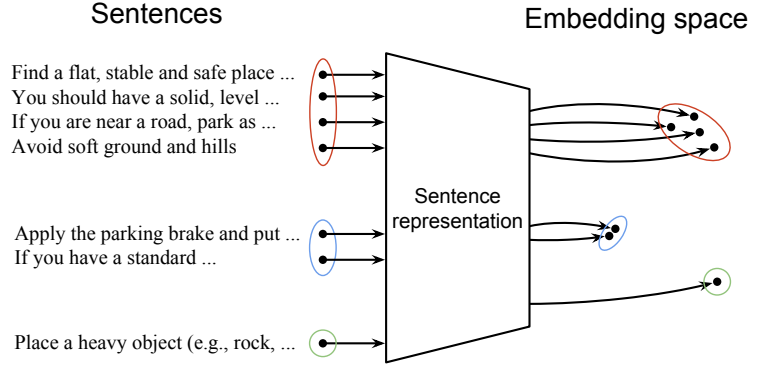 Sentences
Embedding space
Find a flat, stable and safe place ...
You should have a solid, level ...
If you are near a road, park as ...
Avoid soft ground and hills
Sentence
representation
Apply the parking brake and put ...
If you have a standard ...
Place a heavy object (e.g., rock, ...